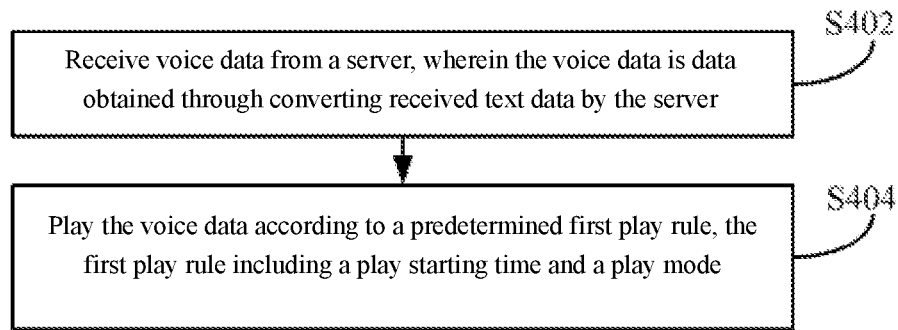 S402
Receive voice data from a server, wherein the voice data is data
obtained through converting received text data by the server
S404
Play the voice data according to a predetermined first play rule, the
first play rule including a play starting time and a play mode